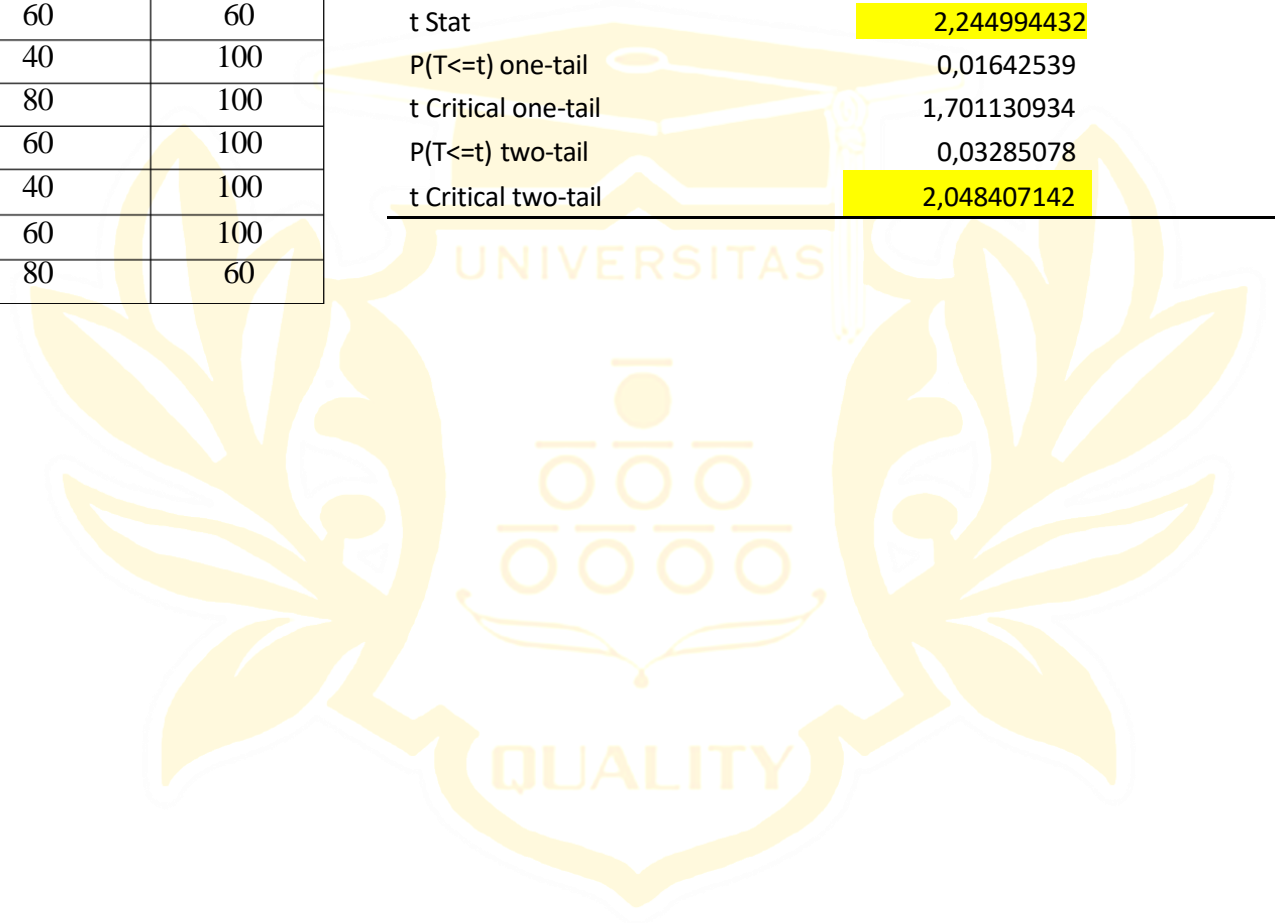 60 60
40 100
80 100
60 100
40 100
60 100
80 60
t Stat 2,244994432
P(T<=t) one-tail 0,01642539
t Critical one-tail 1,701130934
P(T<=t) two-tail 0,03285078
t Critical two-tail 2,048407142
UNIVERSITAS
QUALITY